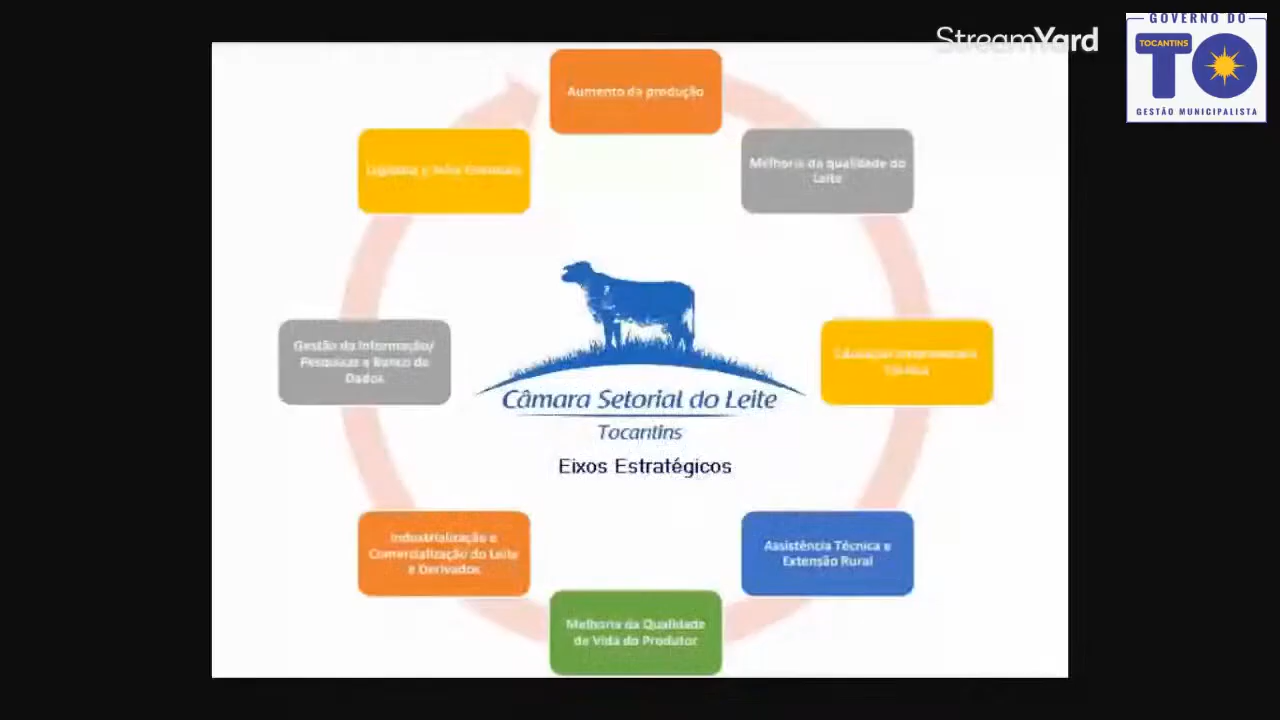 StreamYard
GOVERNO DO
TOCANTINS
TO
GESTÃO MUNICIPALISTA
Aumento da produção
Melhoria da qualidade do
Leite
Assistência Técnica e
Extensão Rural
Melhoria da Qualidade
de Vida do Produtor
Industrialização e
Comercialização do Leite
e Derivados
Gestão da Informação/
Pesquisas e Banco de
Dados
Câmara Setorial do Leite
Tocantins
Eixos Estratégicos